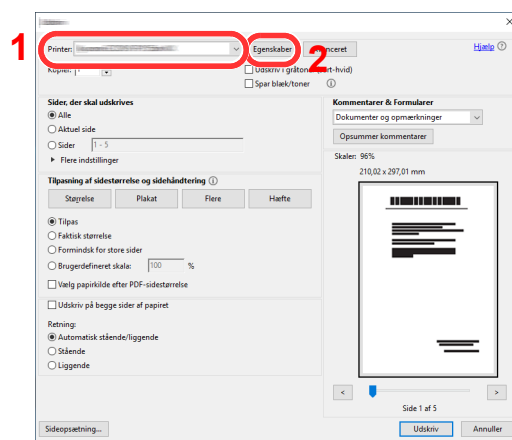 1
2
Printer:
Egenskaber
Hjælp
Kopier: 1
Udskriv i gråtoner (sort-hvid)
Spar blæk/toner
Sider, der skal udskrives
Alle
Aktuel side
Sider 1 - 5
Flere indstillinger
Tilpasning af sidestørrelse og sidehåndtering
Størrelse Plakat Flere Hæfte
Tilpas
Faktisk størrelse
Formindsk for store sider
Brugerdefineret skala: 100 %
Vælg papirkilde efter PDF-sidestørrelse
Udskriv på begge sider af papiret
Retning:
Automatisk stående/liggende
Stående
Liggende
Kommentarer & Formularer
Dokumenter og opmærkninger
Opsummer kommentarer
Skaler: 96%
210,02 x 297,01 mm
< >
Side 1 af 5
Sideopsætning... Udskriv Annuller